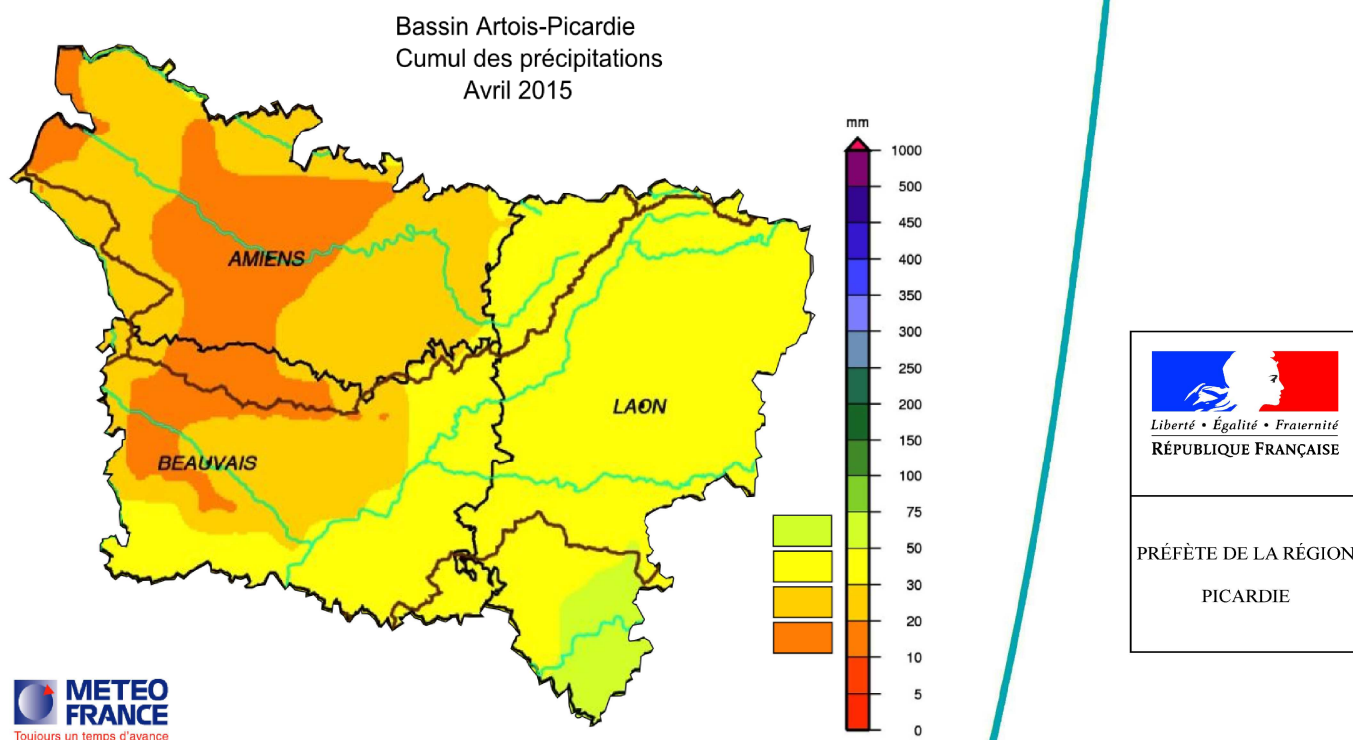 Bassin Artois-Picardie
Cumul des précipitations
Avril 2015
AMIENS
BEAUVAIS
LAON
mm
1000
500
450
400
350
300
250
200
150
100
75
50
30
20
10
5
0
METEO
FRANCE
Toujours un temps d'avance
Liberté • Égalité • Fraternité
RÉPUBLIQUE FRANÇAISE
PRÉFÈTE DE LA RÉGION
PICARDIE